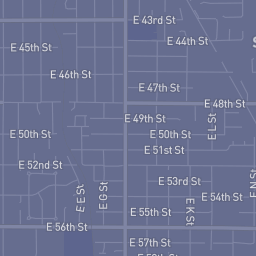 E 43rd St
E 44th St
E 45th St
E 46th St
E 47th St
E 48th St
E 49th St
E 50th St
E 50th St
E L St
E 51st St
E 52nd St
E 53rd St
E N St
E E St
E G St
E K St
E 54th St
E 55th St
E 56th St
E 57th St